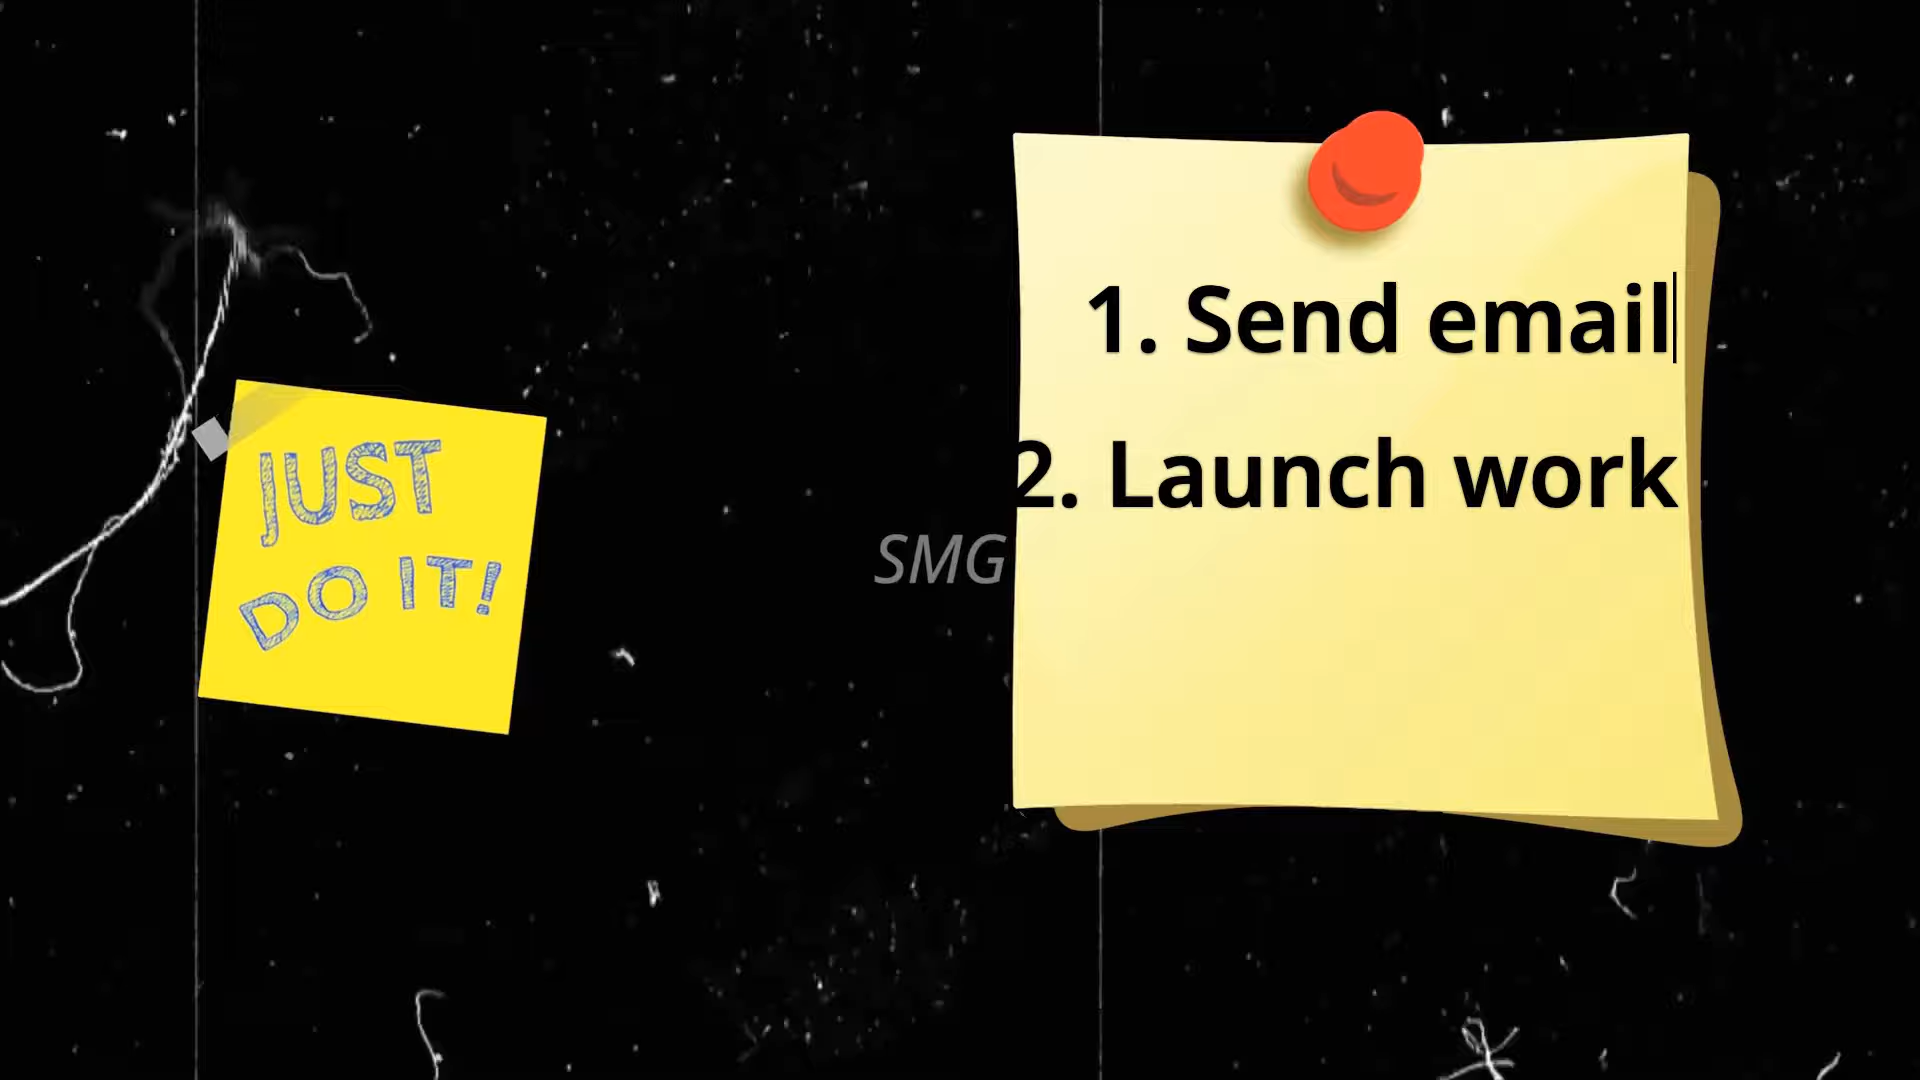 JUST
DO IT!
SMG
1. Send email
2. Launch work